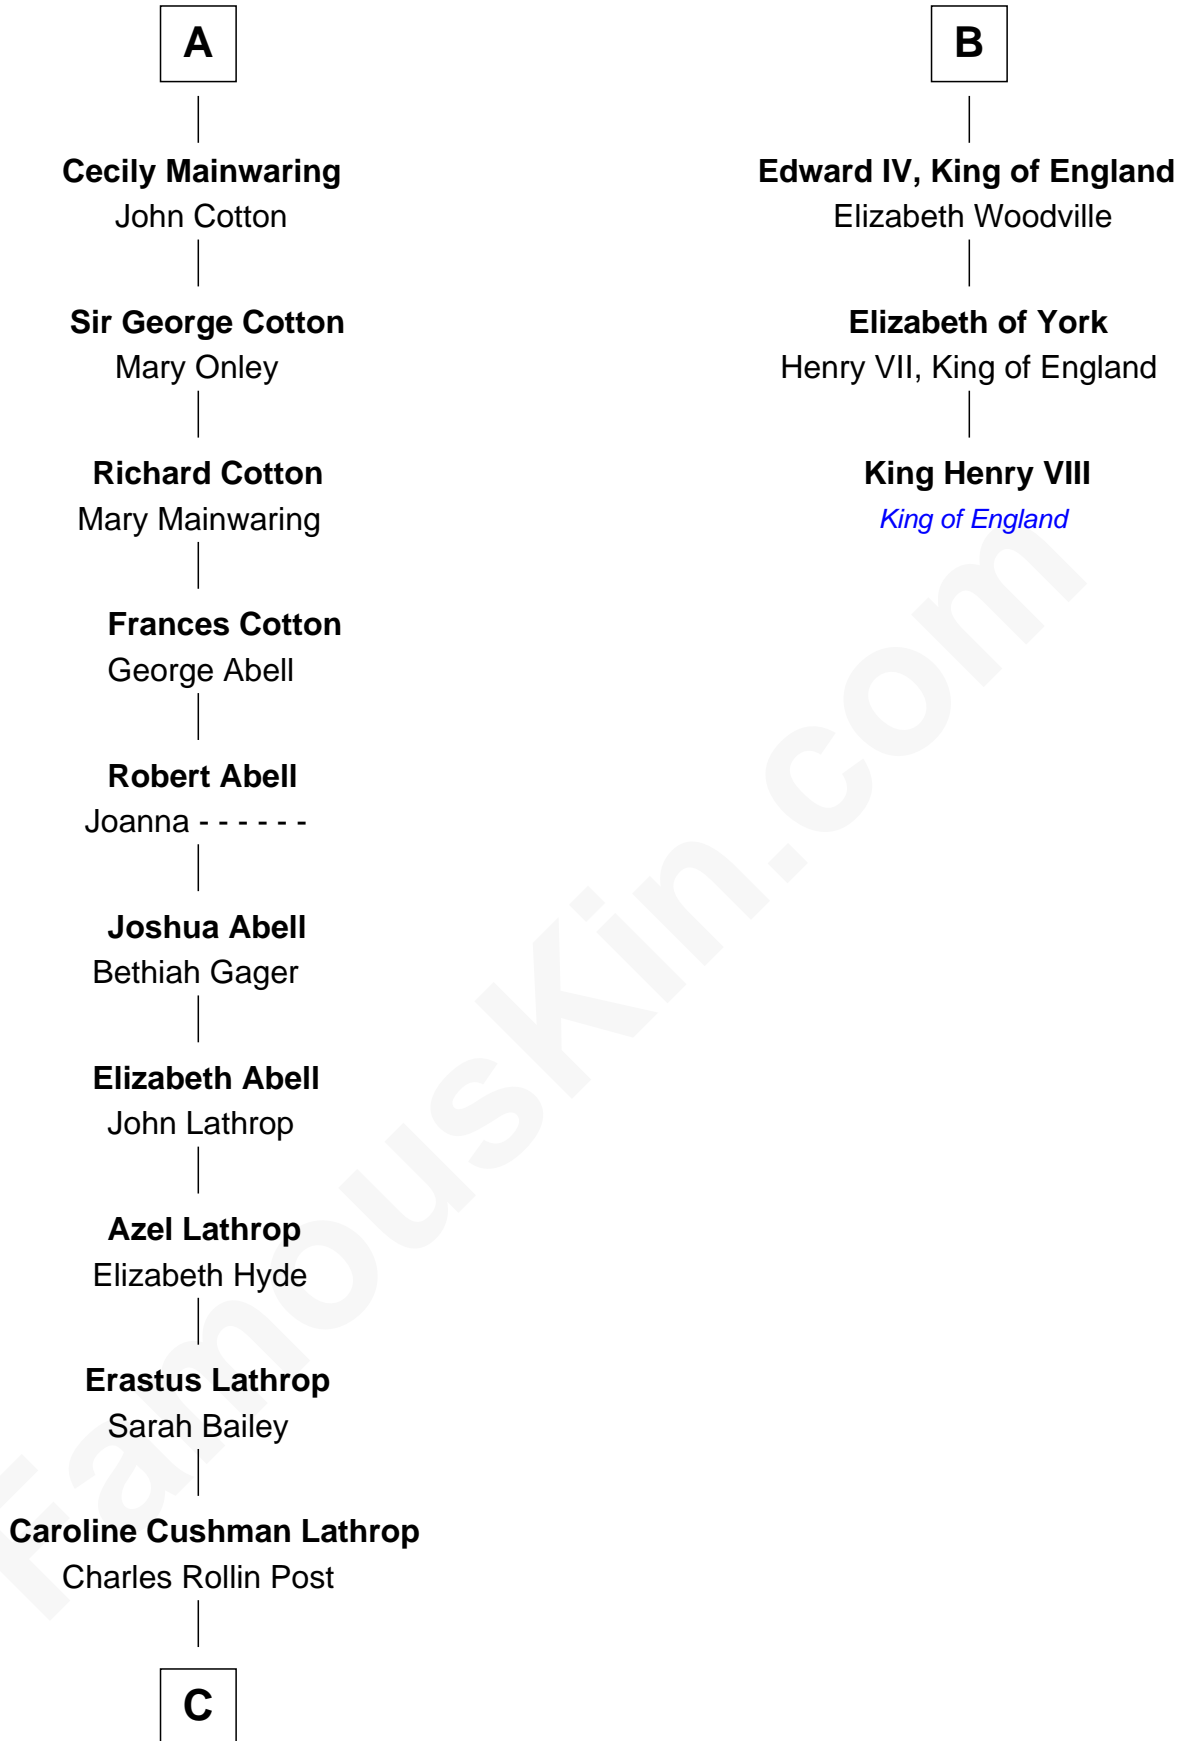 A
Cecily Mainwaring
John Cotton
Sir George Cotton
Mary Onley
Richard Cotton
Mary Mainwaring
Frances Cotton
George Abell
Robert Abell
Joanna - - - - - -
Joshua Abell
Bethiah Gager
Elizabeth Abell
John Lathrop
Azel Lathrop
Elizabeth Hyde
Erastus Lathrop
Sarah Bailey
Caroline Cushman Lathrop
Charles Rollin Post
C
B
Edward IV, King of England
Elizabeth Woodville
Elizabeth of York
Henry VII, King of England
King Henry VIII
King of England
FamousKin.com